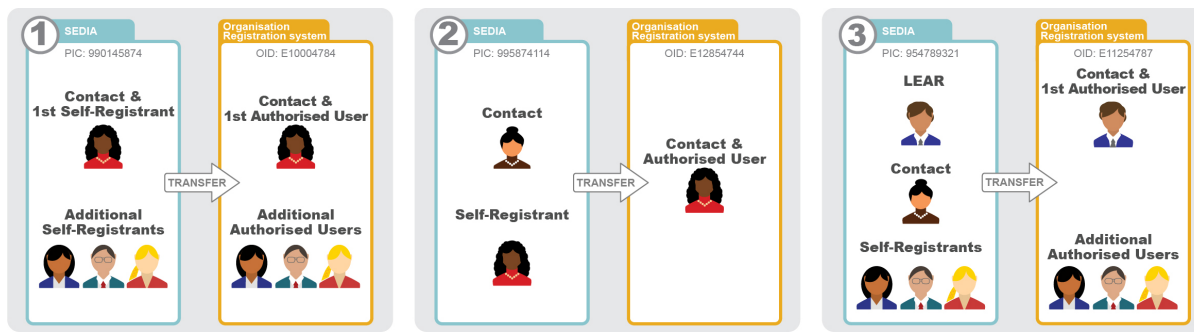 1
SEDIA
PIC: 990145874
Contact &
1st Self-Registrant
Additional
Self-Registrants
TRANSFER
Organisation
Registration system
OID: E10004784
Contact &
1st Authorised User
Additional
Authorised Users
2
SEDIA
PIC: 995874114
Contact
Self-Registrant
TRANSFER
Organisation
Registration system
OID: E12854744
Contact &
Authorised User
3
SEDIA
PIC: 954789321
LEAR
Contact
Self-Registrants
TRANSFER
Organisation
Registration system
OID: E11254787
Contact &
1st Authorised User
Additional
Authorised Users